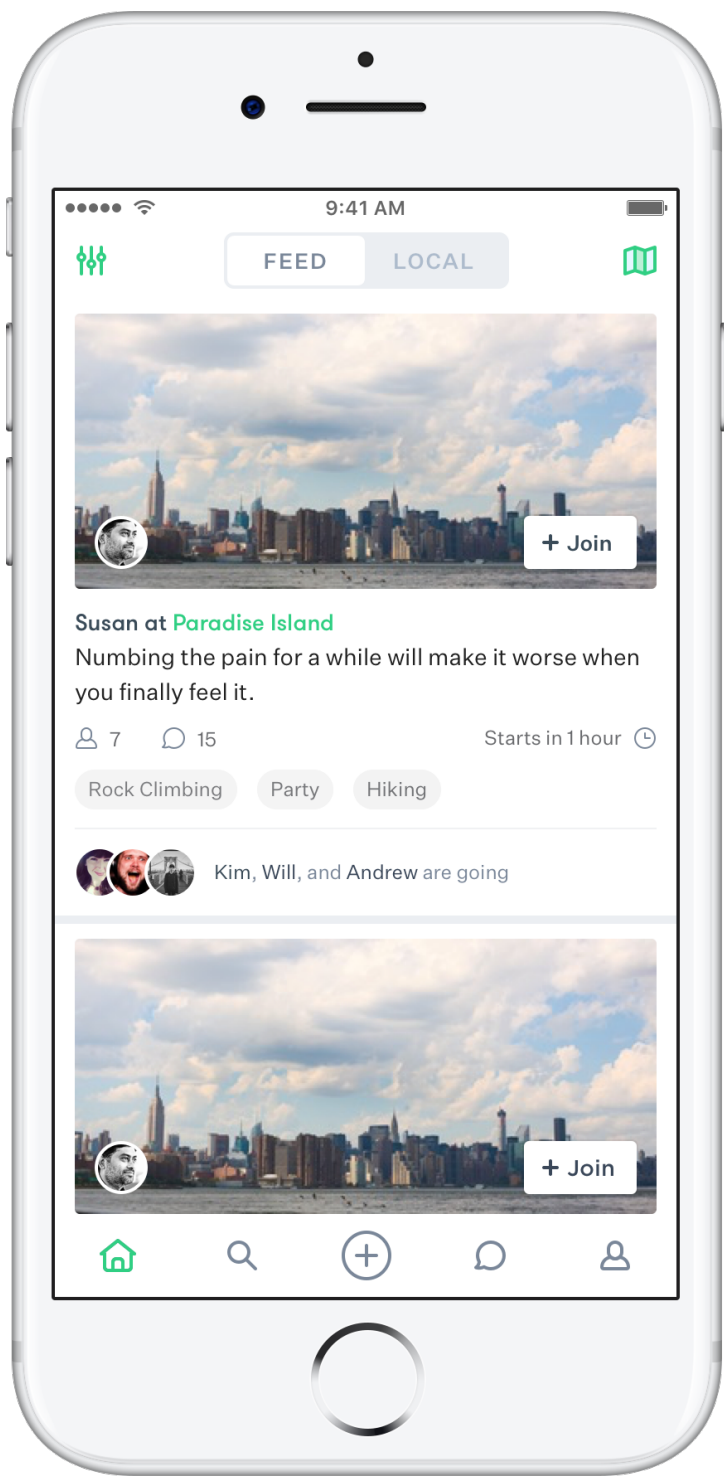 9:41 AM
FEED
LOCAL
+ Join
Susan at Paradise Island
Numbing the pain for a while will make it worse when
you finally feel it.
7
15
Starts in 1 hour
Rock Climbing
Party
Hiking
Kim, Will, and Andrew are going
+ Join